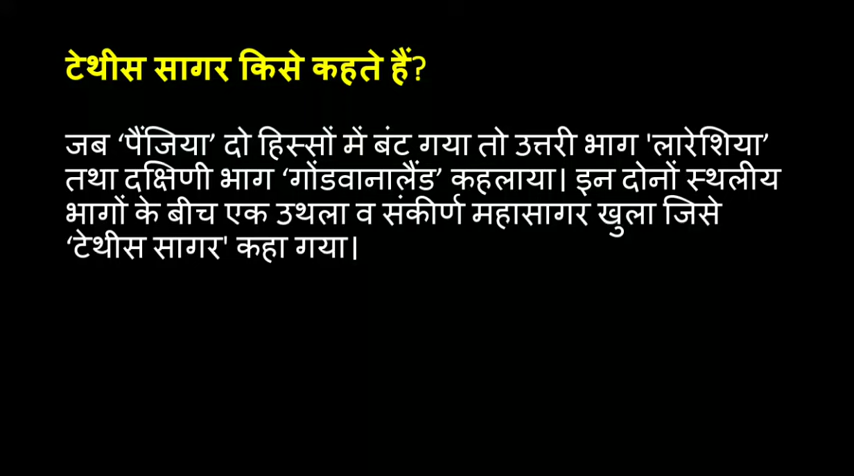 टेथीस सागर किसे कहते हैं?
जब ‘पैंजिया’ दो हिस्सों में बंट गया तो उत्तरी भाग 'लारेशिया’
तथा दक्षिणी भाग ‘गोंडवानालैंड’ कहलाया। इन दोनों स्थलीय
भागों के बीच एक उथला व संकीर्ण महासागर खुला जिसे
‘टेथीस सागर' कहा गया।